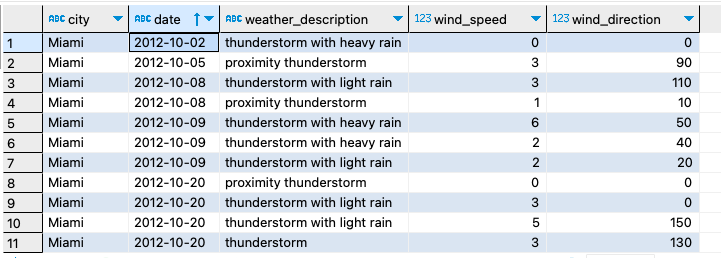 ABC city ABC date weather_description 123 wind_speed 123 wind_direction
1 Miami 2012-10-02 thunderstorm with heavy rain 0 0
2 Miami 2012-10-05 proximity thunderstorm 3 90
3 Miami 2012-10-08 thunderstorm with light rain 3 110
4 Miami 2012-10-08 proximity thunderstorm 1 10
5 Miami 2012-10-09 thunderstorm with heavy rain 6 50
6 Miami 2012-10-09 thunderstorm with heavy rain 2 40
7 Miami 2012-10-09 thunderstorm with light rain 2 20
8 Miami 2012-10-20 proximity thunderstorm 0 0
9 Miami 2012-10-20 thunderstorm with heavy rain 3 0
10 Miami 2012-10-20 thunderstorm with light rain 5 150
11 Miami 2012-10-20 thunderstorm 3 130